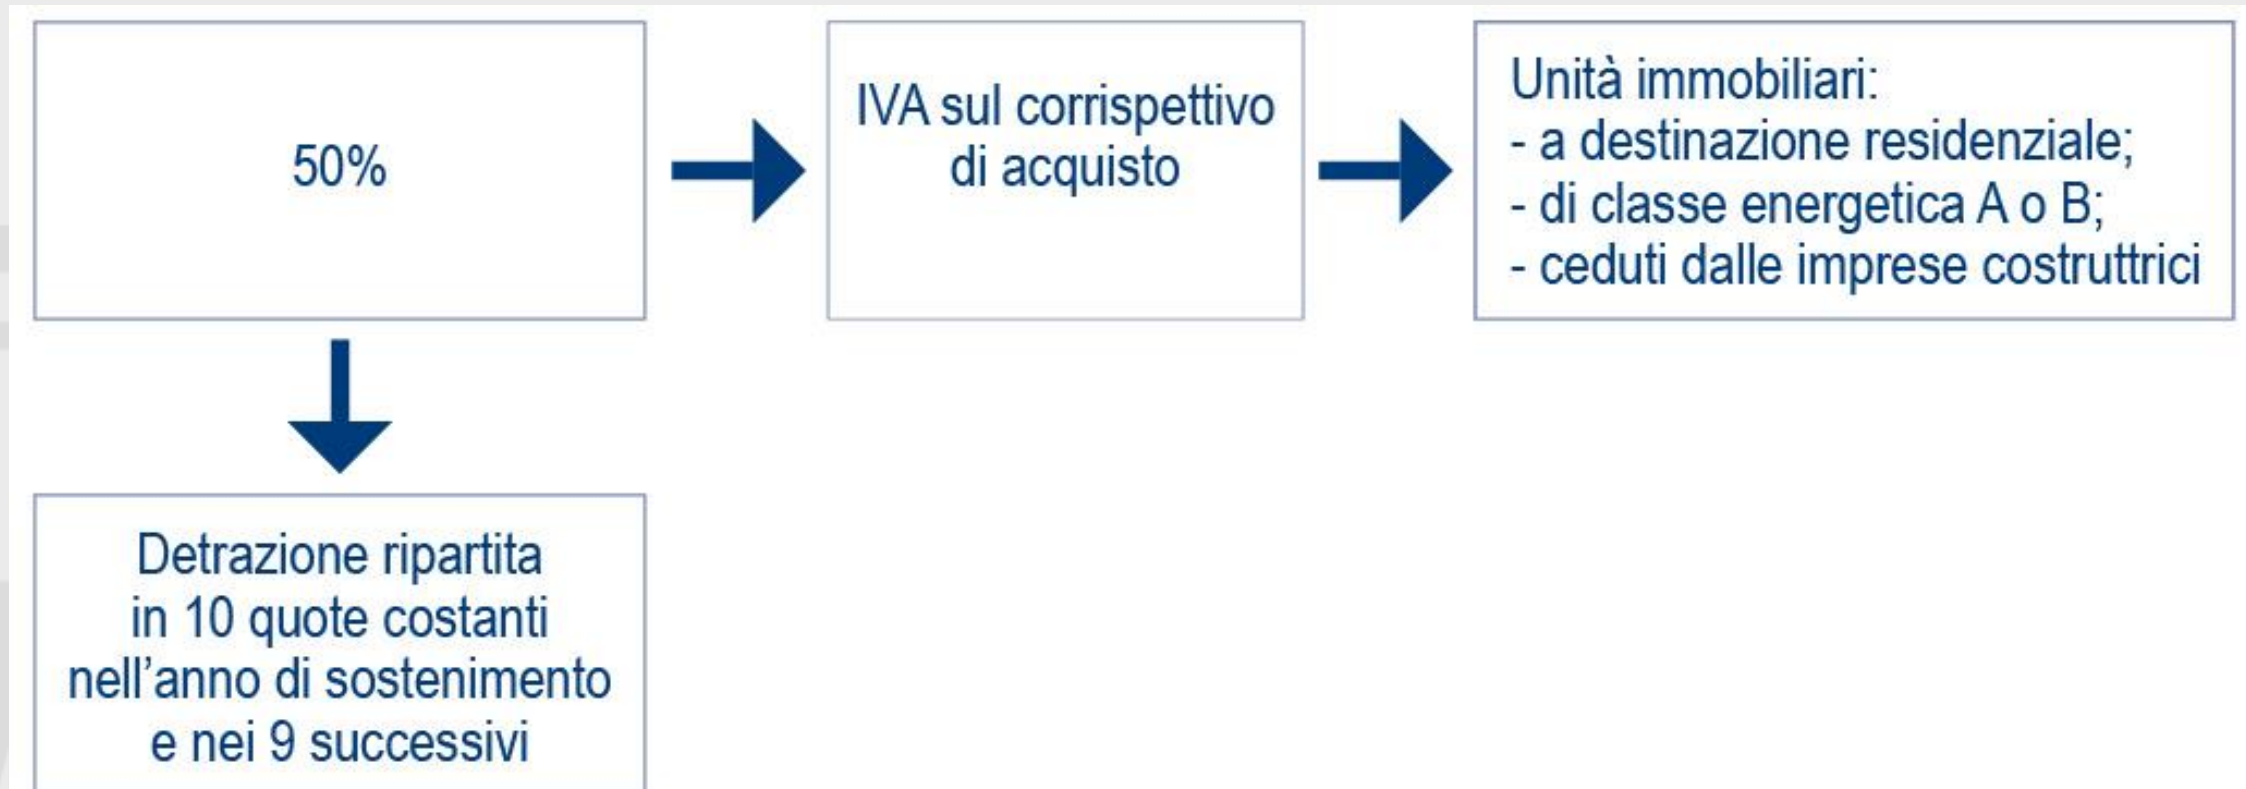 50%
IVA sul corrispettivo
di acquisto
Unità immobiliari:
- a destinazione residenziale;
- di classe energetica A o B;
- ceduti dalle imprese costruttrici
Detrazione ripartita
in 10 quote costanti
nell’anno di sostenimento
e nei 9 successivi